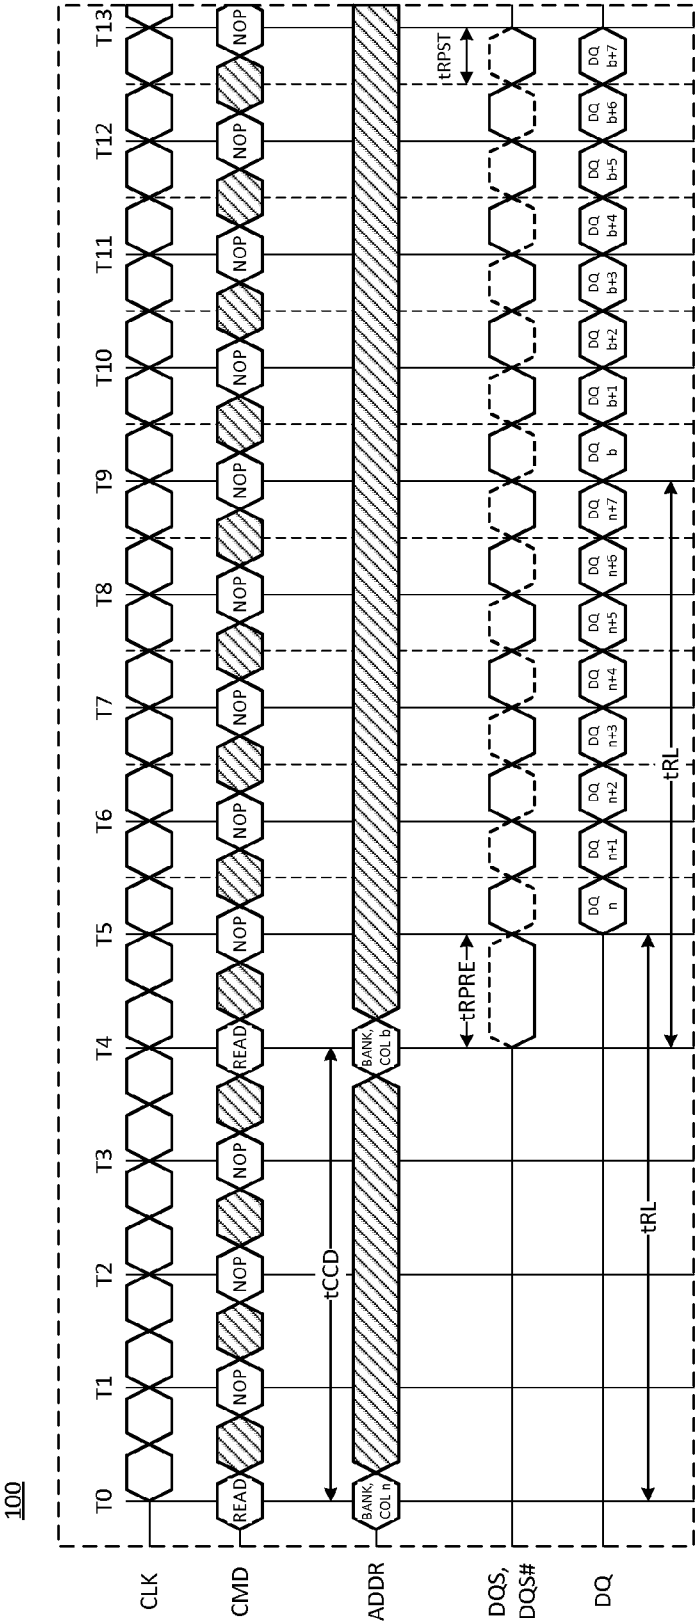 100
T0 T1 T2 T3 T4 T5 T6 T7 T8 T9 T10 T11 T12 T13
CLK
CMD READ NOP NOP NOP READ NOP NOP NOP NOP NOP NOP NOP NOP NOP
tCCD
ADDR
BANK, COL n
BANK, COL b
tRPRE
tRPST
DQS,
DQS#
DQ
DQ n
DQ n+1
DQ n+2
DQ n+3
DQ n+4
DQ n+5
DQ n+6
DQ n+7
DQ b
DQ b+1
DQ b+2
DQ b+3
DQ b+4
DQ b+5
DQ b+6
DQ b+7
tRL
tRL